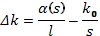 Δk = α(s)/l − k₀/s